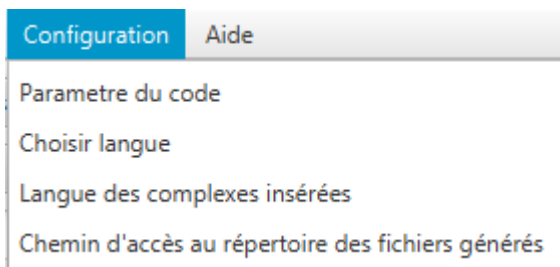 Configuration Aide
Parametre du code
Choisir langue
Langue des complexes insérées
Chemin d'accès au répertoire des fichiers générés